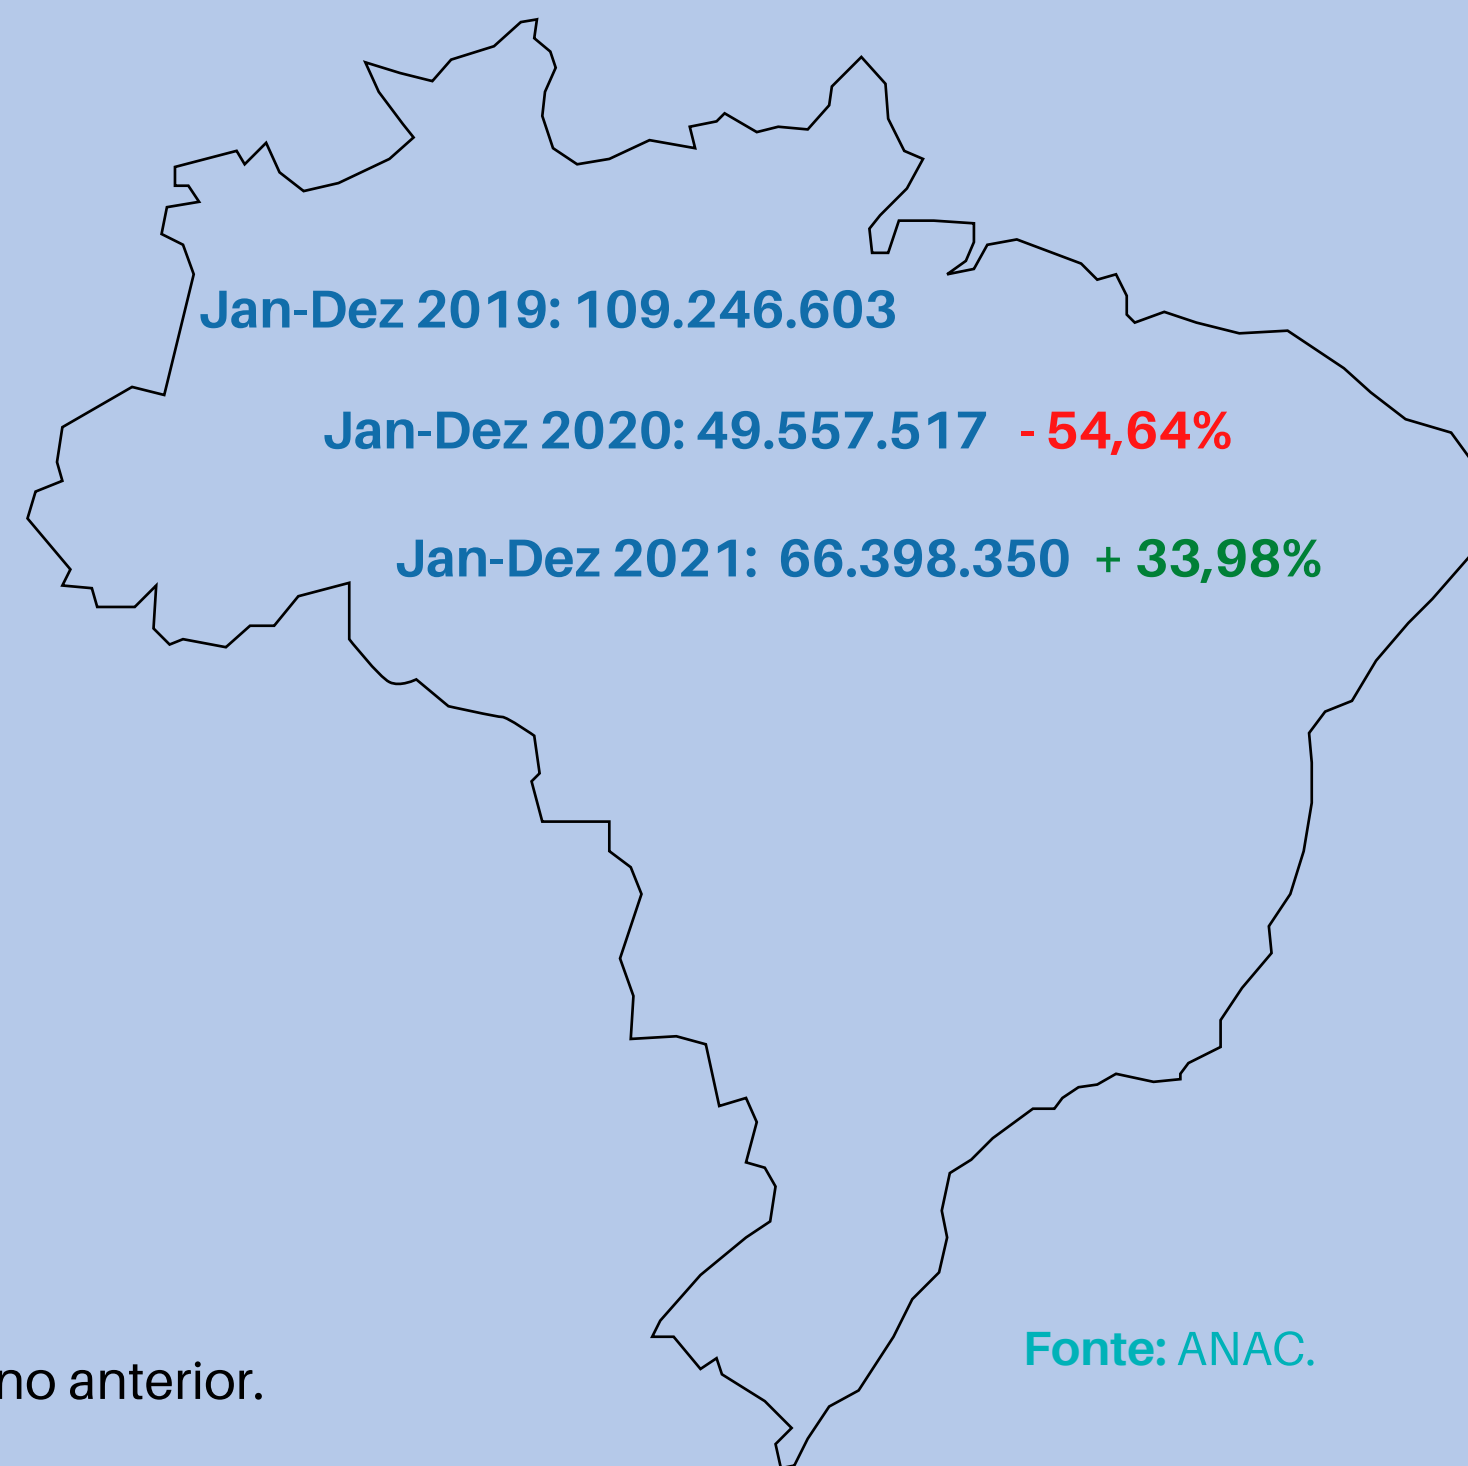 Jan-Dez 2019: 109.246.603
Jan-Dez 2020: 49.557.517 - 54,64%
Jan-Dez 2021: 66.398.350 + 33,98%
Fonte: ANAC.
anterior.